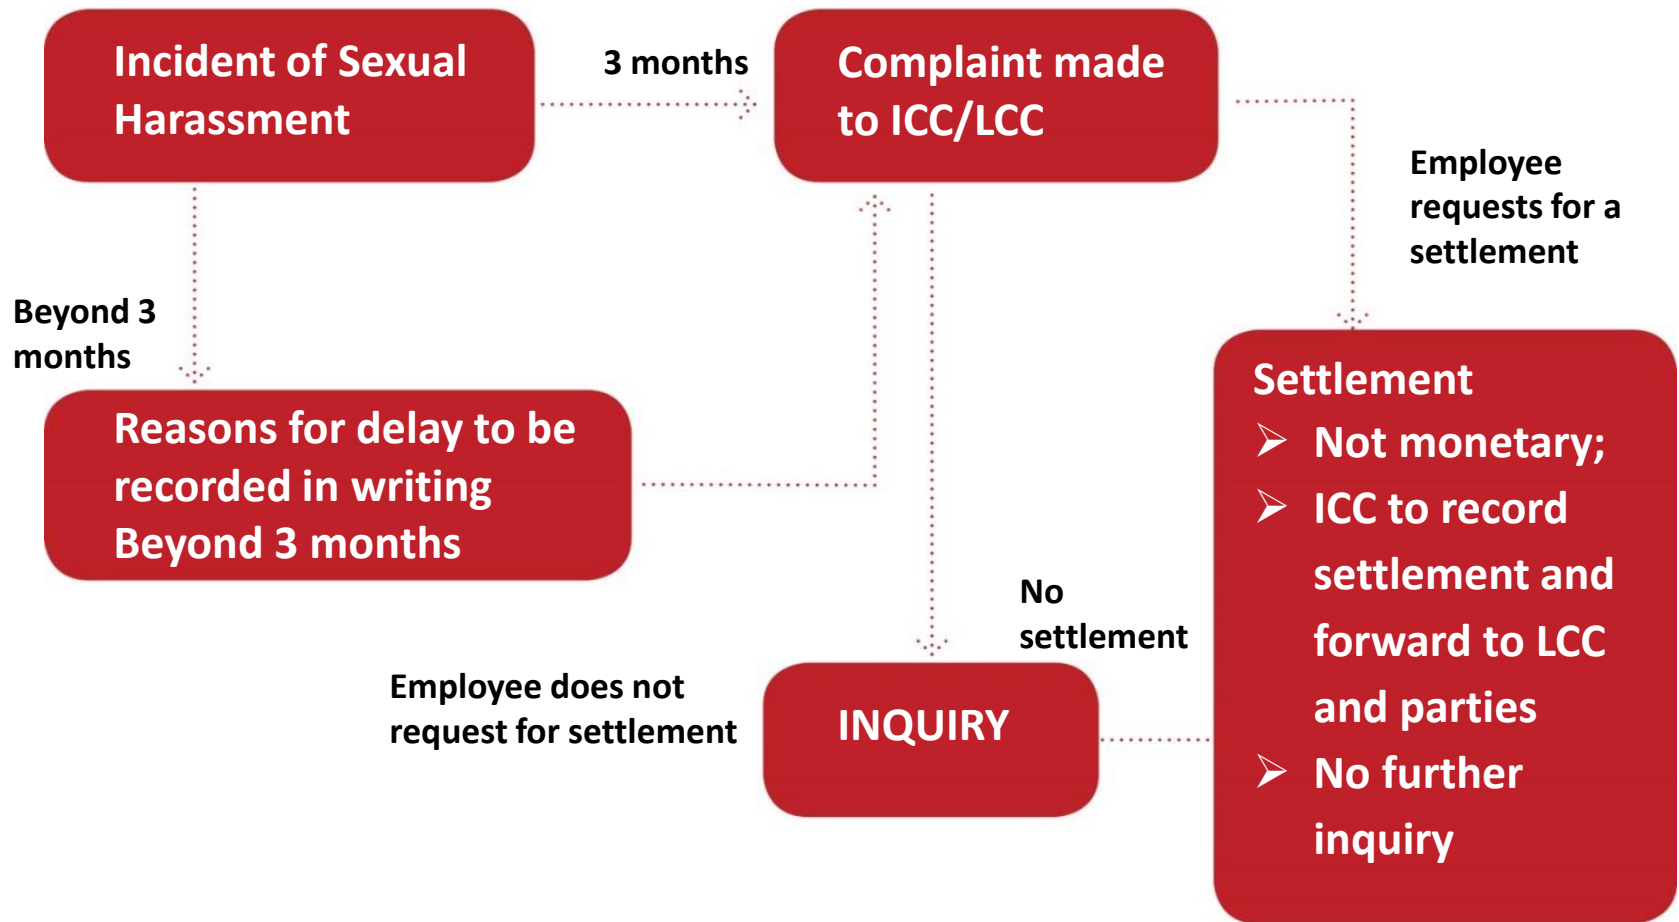 Incident of Sexual
Harassment
3 months
Complaint made
to ICC/LCC
Employee
requests for a
settlement
Beyond 3
months
Reasons for delay to be
recorded in writing
Beyond 3 months
Settlement
➢ Not monetary;
➢ ICC to record
settlement and
forward to LCC
and parties
➢ No further
inquiry
No
settlement
Employee does not
request for settlement
INQUIRY